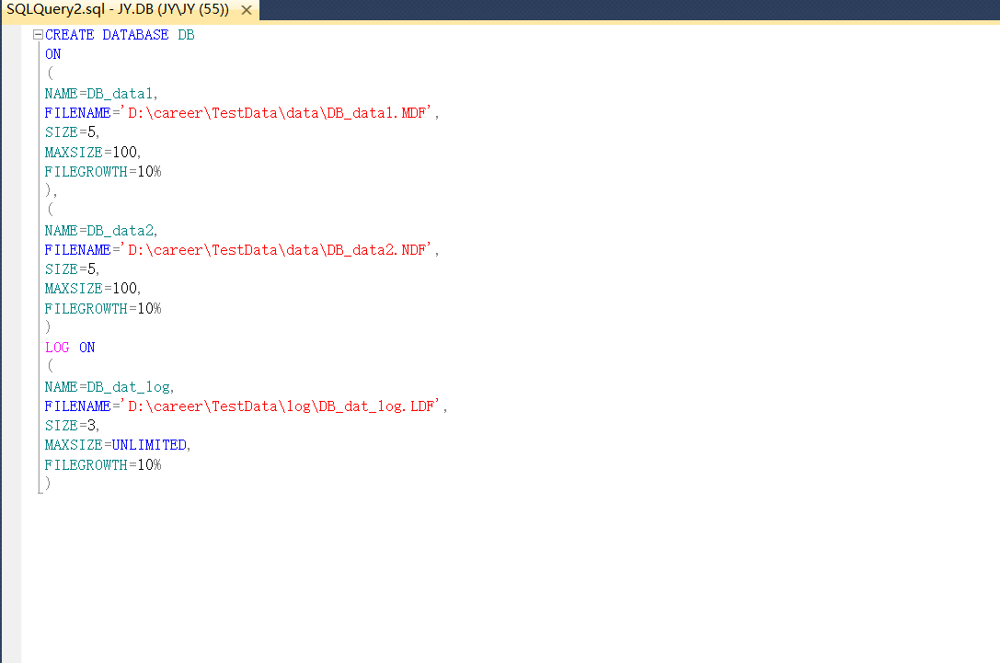 SQLQuery2.sql - JY.DB (JY\JY (55)) ×
CREATE DATABASE DB
ON
(
NAME=DB_data1,
FILENAME='D:\career\TestData\data\DB_data1.MDF',
SIZE=5,
MAXSIZE=100,
FILEGROWTH=10%
),
(
NAME=DB_data2,
FILENAME='D:\career\TestData\data\DB_data2.NDF',
SIZE=5,
MAXSIZE=100,
FILEGROWTH=10%
)
LOG ON
(
NAME=DB_dat_log,
FILENAME='D:\career\TestData\log\DB_dat_log.LDF',
SIZE=3,
MAXSIZE=UNLIMITED,
FILEGROWTH=10%
)